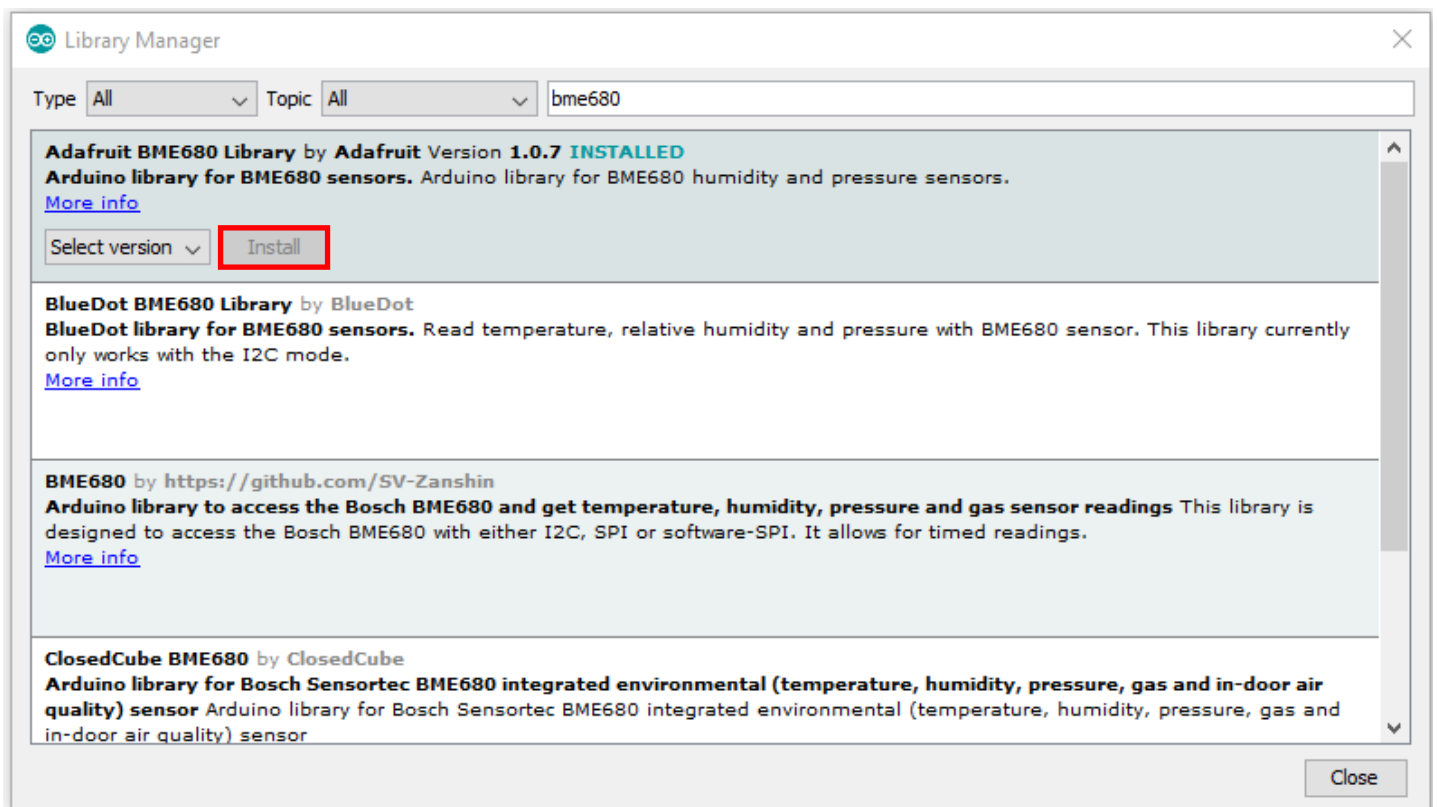 Library Manager
Type All Topic All bme680
Adafruit BME680 Library by Adafruit Version 1.0.7 INSTALLED
Arduino library for BME680 sensors. Arduino library for BME680 humidity and pressure sensors.
More info
Select version Install
BlueDot BME680 Library by BlueDot
BlueDot library for BME680 sensors. Read temperature, relative humidity and pressure with BME680 sensor. This library currently
only works with the I2C mode.
More info
BME680 by https://github.com/SV-Zanshin
Arduino library to access the Bosch BME680 and get temperature, humidity, pressure and gas sensor readings This library is
designed to access the Bosch BME680 with either I2C, SPI or software-SPI. It allows for timed readings.
More info
ClosedCube BME680 by ClosedCube
Arduino library for Bosch Sensortec BME680 integrated environmental (temperature, humidity, pressure, gas and in-door air
quality) sensor Arduino library for Bosch Sensortec BME680 integrated environmental (temperature, humidity, pressure, gas and
in-door air quality) sensor
Close